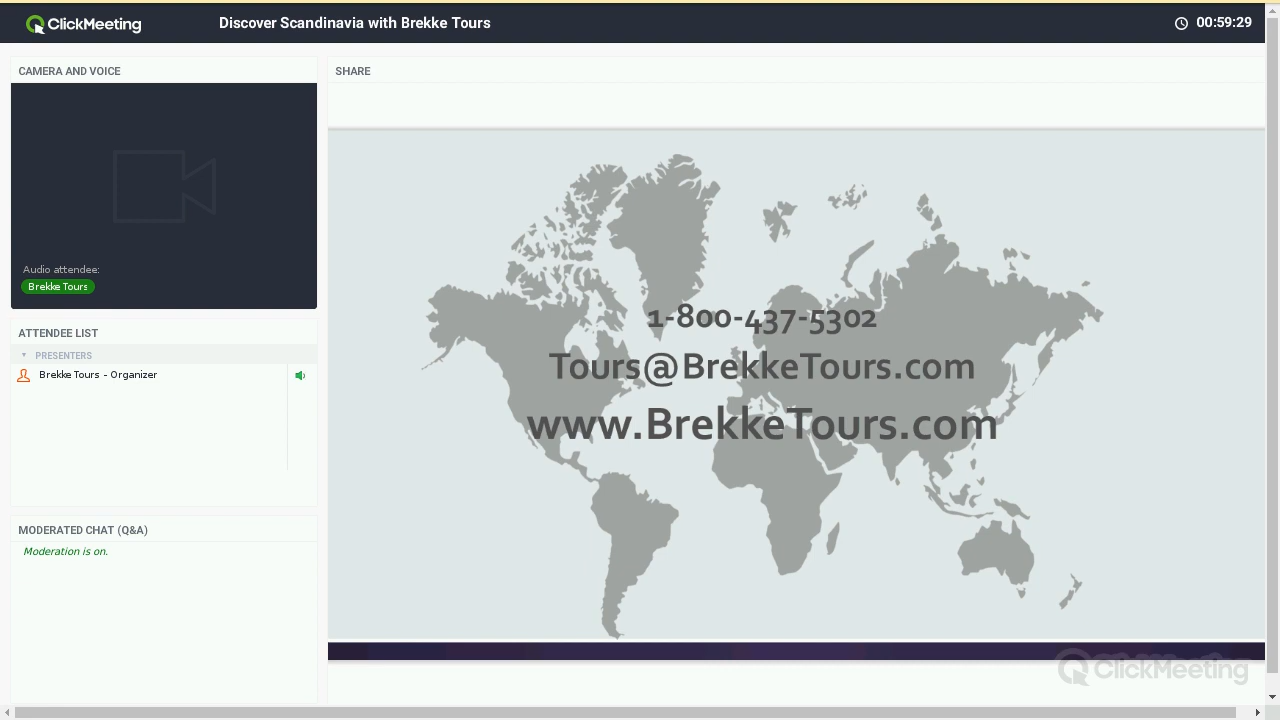 ClickMeeting
Discover Scandinavia with Brekke Tours
00:59:29
CAMERA AND VOICE
Audio attendee:
Brekke Tours
ATTENDEE LIST
PRESENTERS
Brekke Tours - Organizer
MODERATED CHAT (Q&A)
Moderation is on.
SHARE
1-800-437-5302
Tours@BrekkeTours.com
www.BrekkeTours.com
ClickMeeting